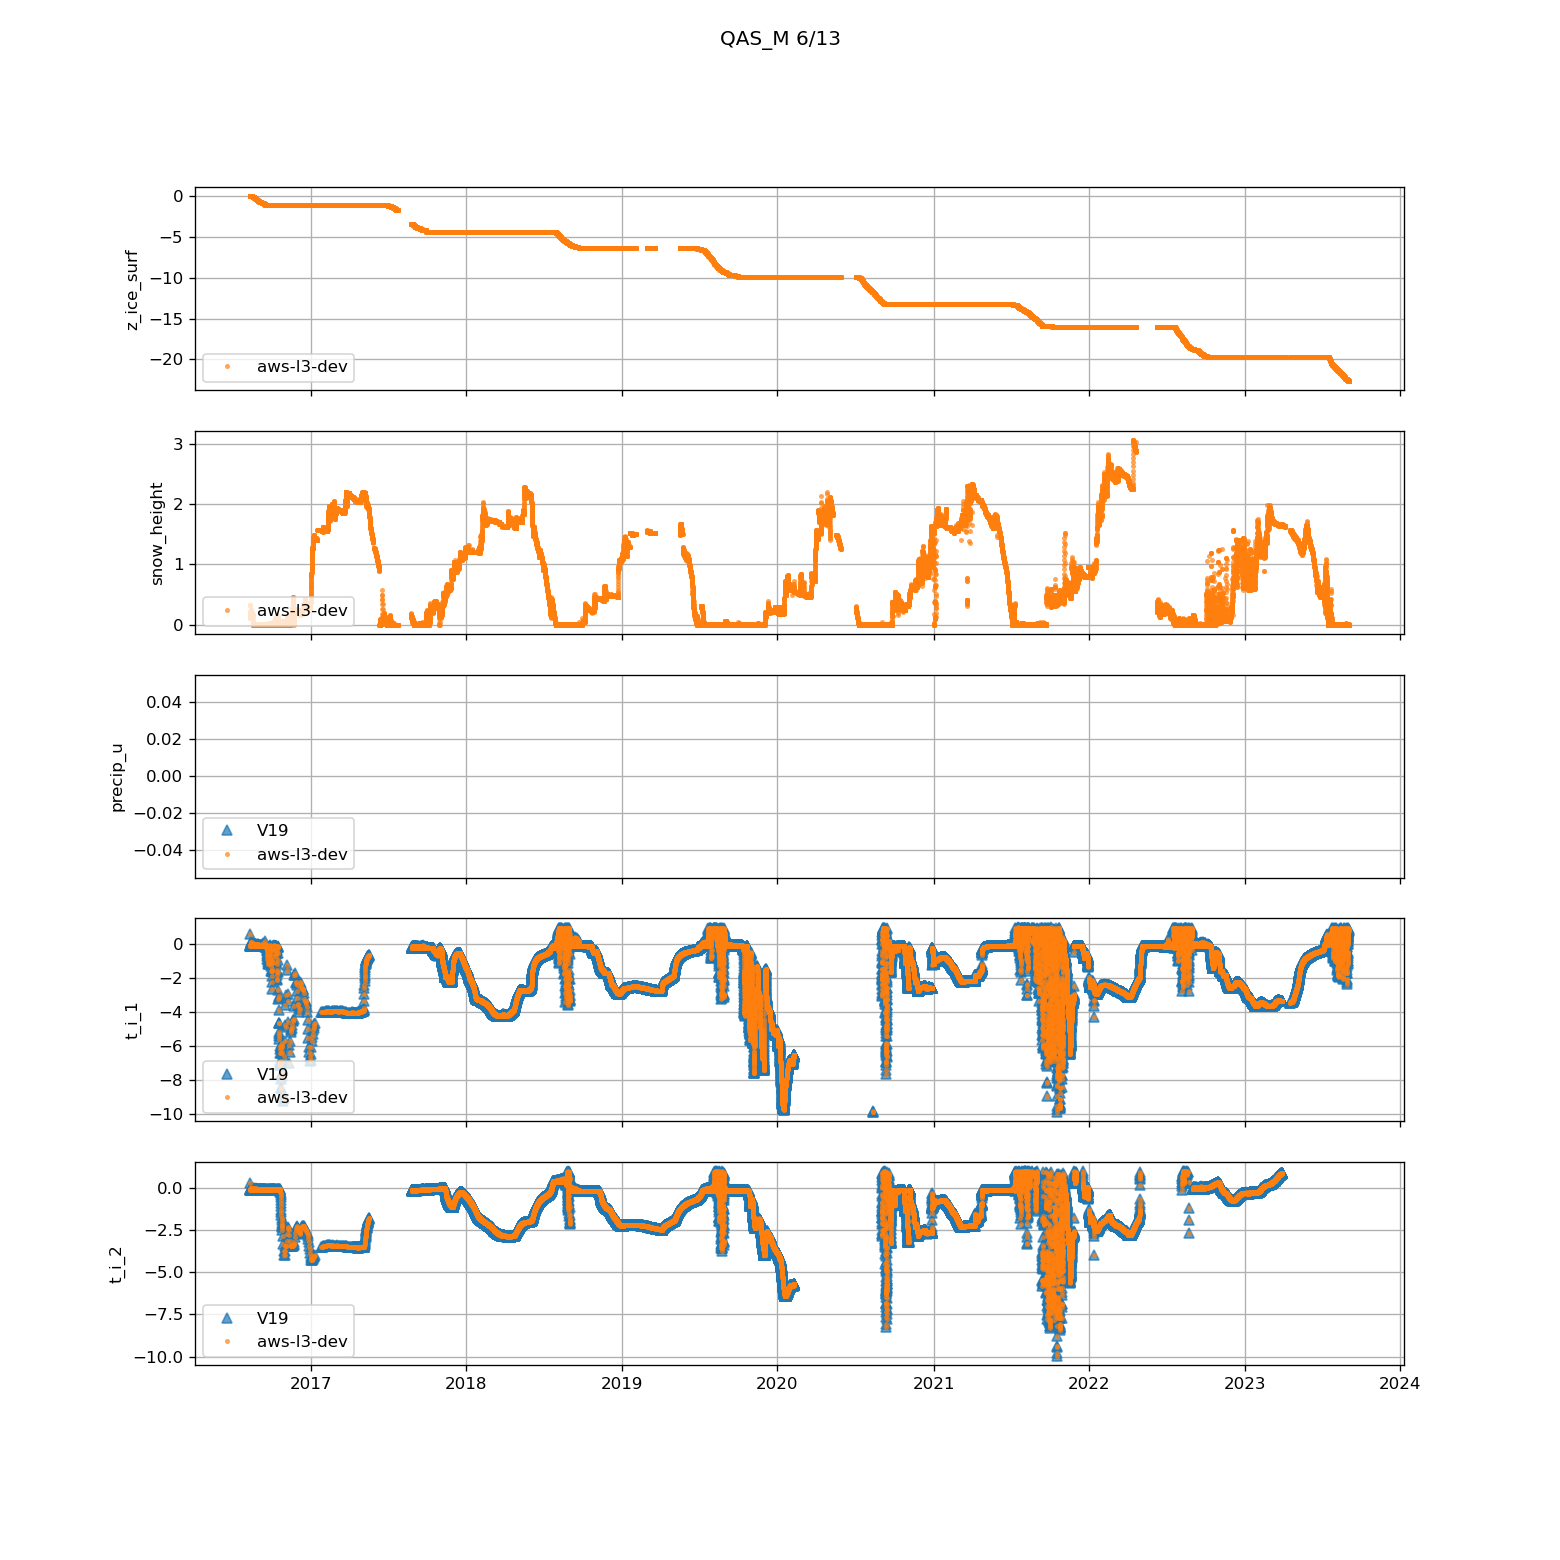 QAS_M 6/13
z_ice_surf
0
−5
−10
−15
−20
aws-l3-dev
snow_height
3
2
1
0
aws-l3-dev
precip_u
0.04
0.02
0.00
−0.02
−0.04
V19
aws-l3-dev
t_i_1
0
−2
−4
−6
−8
−10
V19
aws-l3-dev
t_i_2
0.0
−2.5
−5.0
−7.5
−10.0
V19
aws-l3-dev
2017 2018 2019 2020 2021 2022 2023 2024